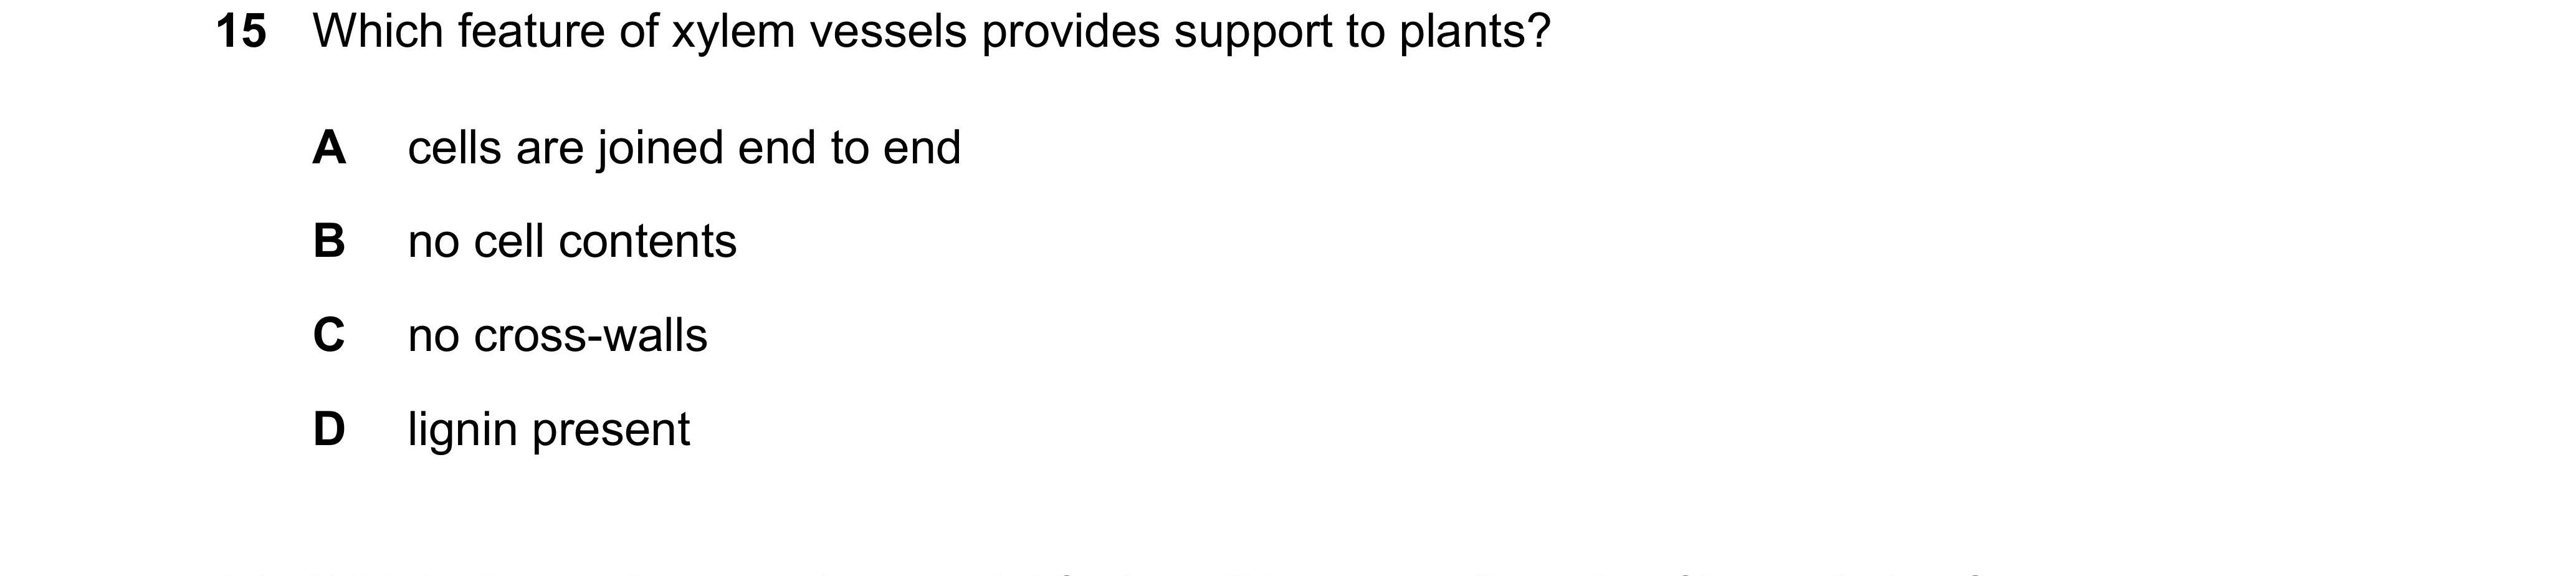 15 Which feature of xylem vessels provides support to plants?
A cells are joined end to end
B no cell contents
C no cross-walls
D lignin present